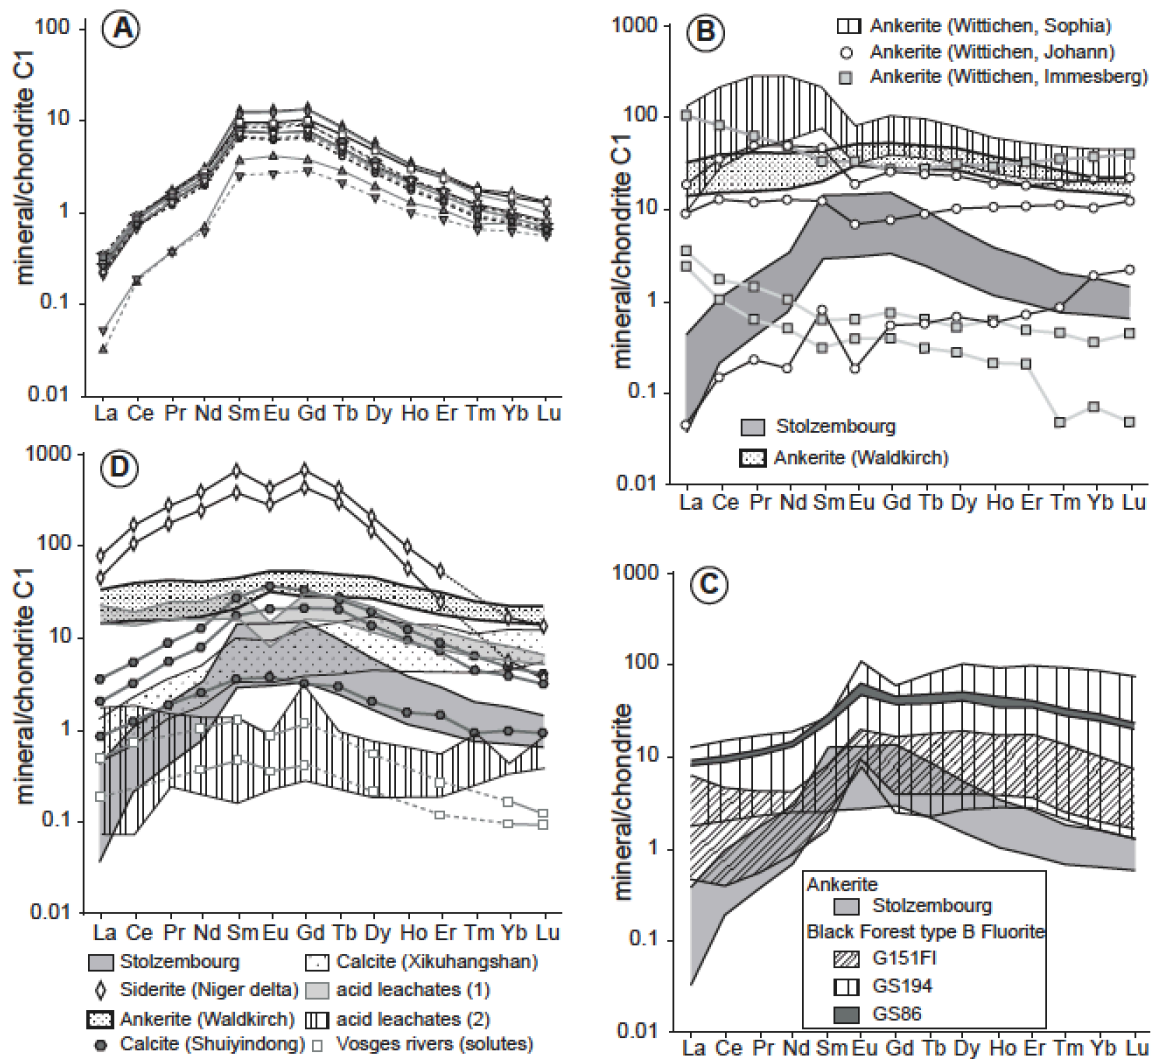 A
mineral/chondrite C1
100
10
1
0.1
0.01
La Ce Pr Nd Sm Eu Gd Tb Dy Ho Er Tm Yb Lu
B
mineral/chondrite C1
1000
100
10
1
0.1
0.01
Ankerite (Wittichen, Sophia)
Ankerite (Wittichen, Johann)
Ankerite (Wittichen, Immesberg)
Stolzembourg
Ankerite (Waldkirch)
La Ce Pr Nd Sm Eu Gd Tb Dy Ho Er Tm Yb Lu
D
mineral/chondrite C1
1000
100
10
1
0.1
0.01
La Ce Pr Nd Sm Eu Gd Tb Dy Ho Er Tm Yb Lu
Stolzembourg
Calcite (Xikuhangshan)
Siderite (Niger delta)
acid leachates (1)
Ankerite (Waldkirch)
acid leachates (2)
Calcite (Shuiyindong)
Vosges rivers (solutes)
C
mineral/chondrite
1000
100
10
1
0.1
0.01
Ankerite
Stolzembourg
Black Forest type B Fluorite
G151Fl
GS194
GS86
La Ce Pr Nd Sm Eu Gd Tb Dy Ho Er Tm Yb Lu